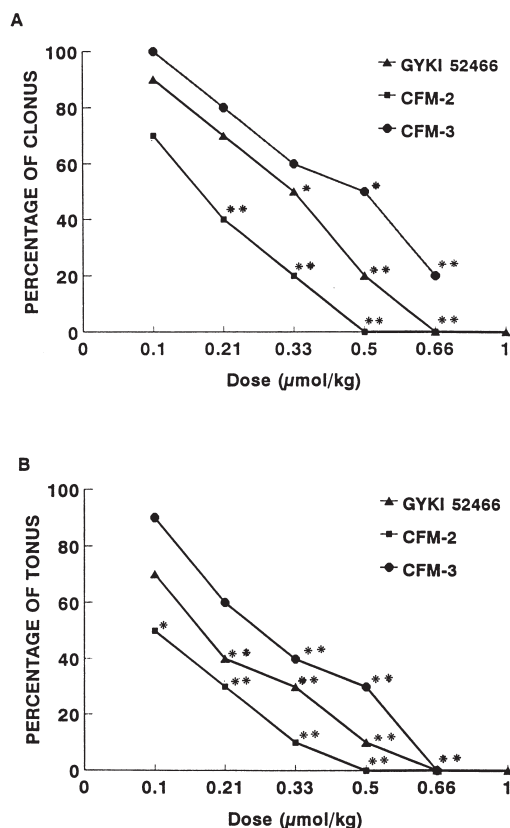 A
PERCENTAGE OF CLONUS
100
80
60
40
20
0
GYKI 52466
CFM-2
CFM-3
*
**
**
*
**
**
**
**
0 0.1 0.21 0.33 0.5 0.66 1
Dose (µmol/kg)
B
PERCENTAGE OF TONUS
100
80
60
40
20
0
GYKI 52466
CFM-2
CFM-3
*
**
**
**
**
**
**
**
**
**
0 0.1 0.21 0.33 0.5 0.66 1
Dose (µmol/kg)